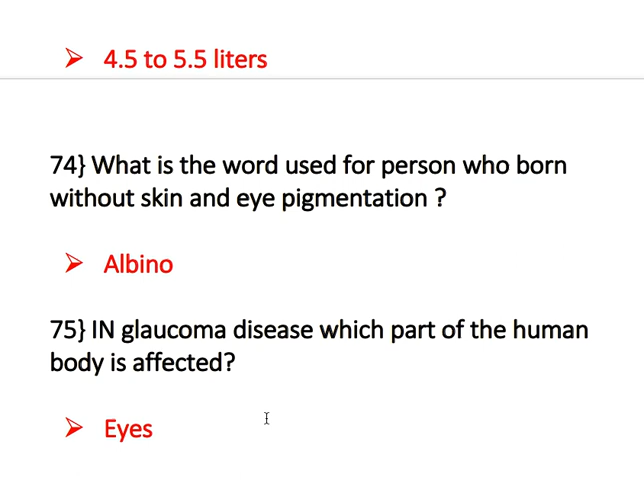 ➢ 4.5 to 5.5 liters
74} What is the word used for person who born
without skin and eye pigmentation ?
➢ Albino
75} IN glaucoma disease which part of the human
body is affected?
➢ Eyes